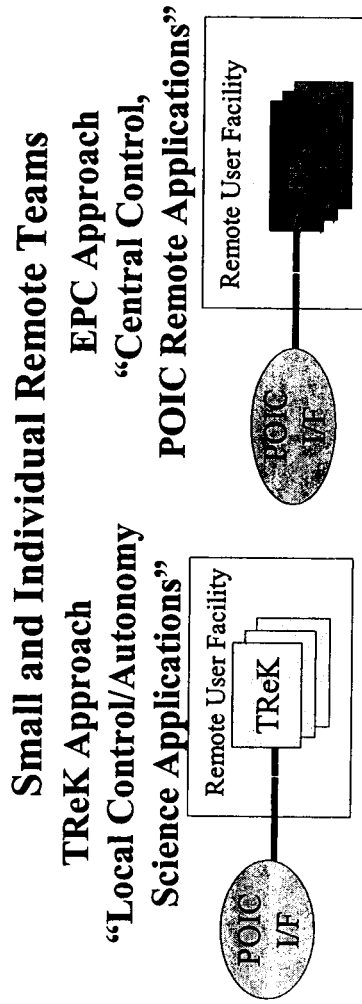 Small and Individual Remote Teams
TReK Approach
"Local Control/Autonomy
Science Applications"
POIC
I/F
Remote User Facility
TReK
EPC Approach
"Central Control,
POIC Remote Applications"
POIC
I/F
Remote User Facility